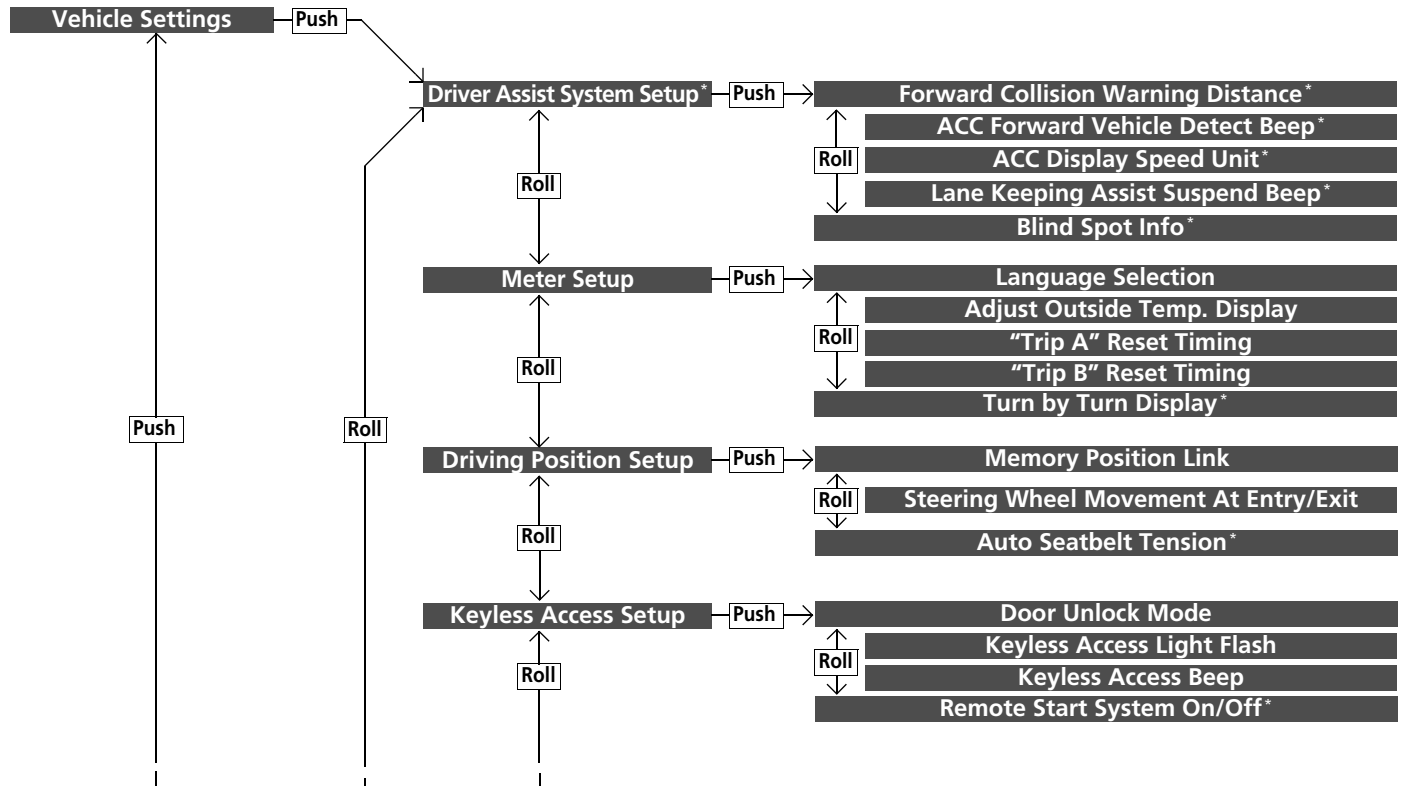 Vehicle Settings Push
Driver Assist System Setup* Push Forward Collision Warning Distance*
ACC Forward Vehicle Detect Beep*
Roll ACC Display Speed Unit*
Roll Lane Keeping Assist Suspend Beep*
Blind Spot Info*
Meter Setup Push Language Selection
Adjust Outside Temp. Display
Roll “Trip A” Reset Timing
Roll “Trip B” Reset Timing
Turn by Turn Display*
Push Roll
Driving Position Setup Push Memory Position Link
Roll Steering Wheel Movement At Entry/Exit
Roll Auto Seatbelt Tension*
Keyless Access Setup Push Door Unlock Mode
Keyless Access Light Flash
Roll
Roll Keyless Access Beep
Remote Start System On/Off*